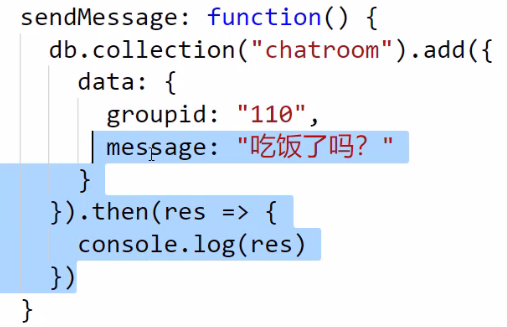 sendMessage: function() {
db.collection("chatroom").add({
data: {
groupid: "110",
message: "吃饭了吗？"
}
}).then(res => {
console.log(res)
})
}